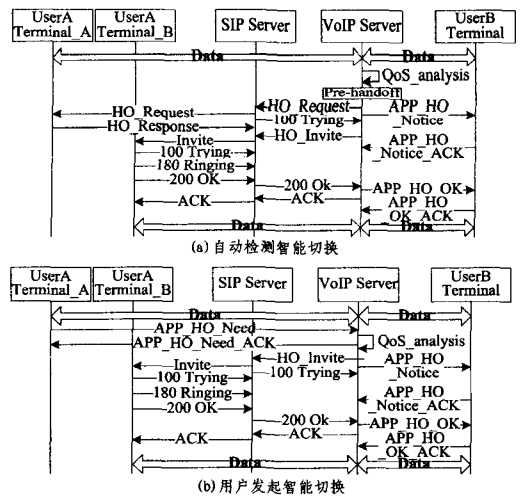 UserA
Terminal_A
UserA
Terminal_B
SIP Server
VoIP Server
UserB
Terminal
Data
Data
QoS_analysis
Pre-handoff
HO_Request
HO_Request
APP_HO
_Notice
100 Trying
HO_Response
HO_Invite
Invite
APP_HO
_Notice_ACK
100 Trying
180 Ringing
200 OK
200 Ok
APP_HO_OK
ACK
ACK
APP_HO
_OK_ACK
Data
Data
(a)自动检测智能切换
UserA
Terminal_A
UserA
Terminal_B
SIP Server
VoIP Server
UserB
Terminal
Data
Data
APP_HO_Need
APP_HO_Need_ACK
QoS_analysis
HO_Invite
APP_HO
_Notice
Invite
100 Trying
100 Trying
180 Ringing
APP_HO
_Notice_ACK
200 OK
200 Ok
APP_HO_OK
ACK
ACK
APP_HO
_OK_ACK
Data
Data
(b)用户发起智能切换